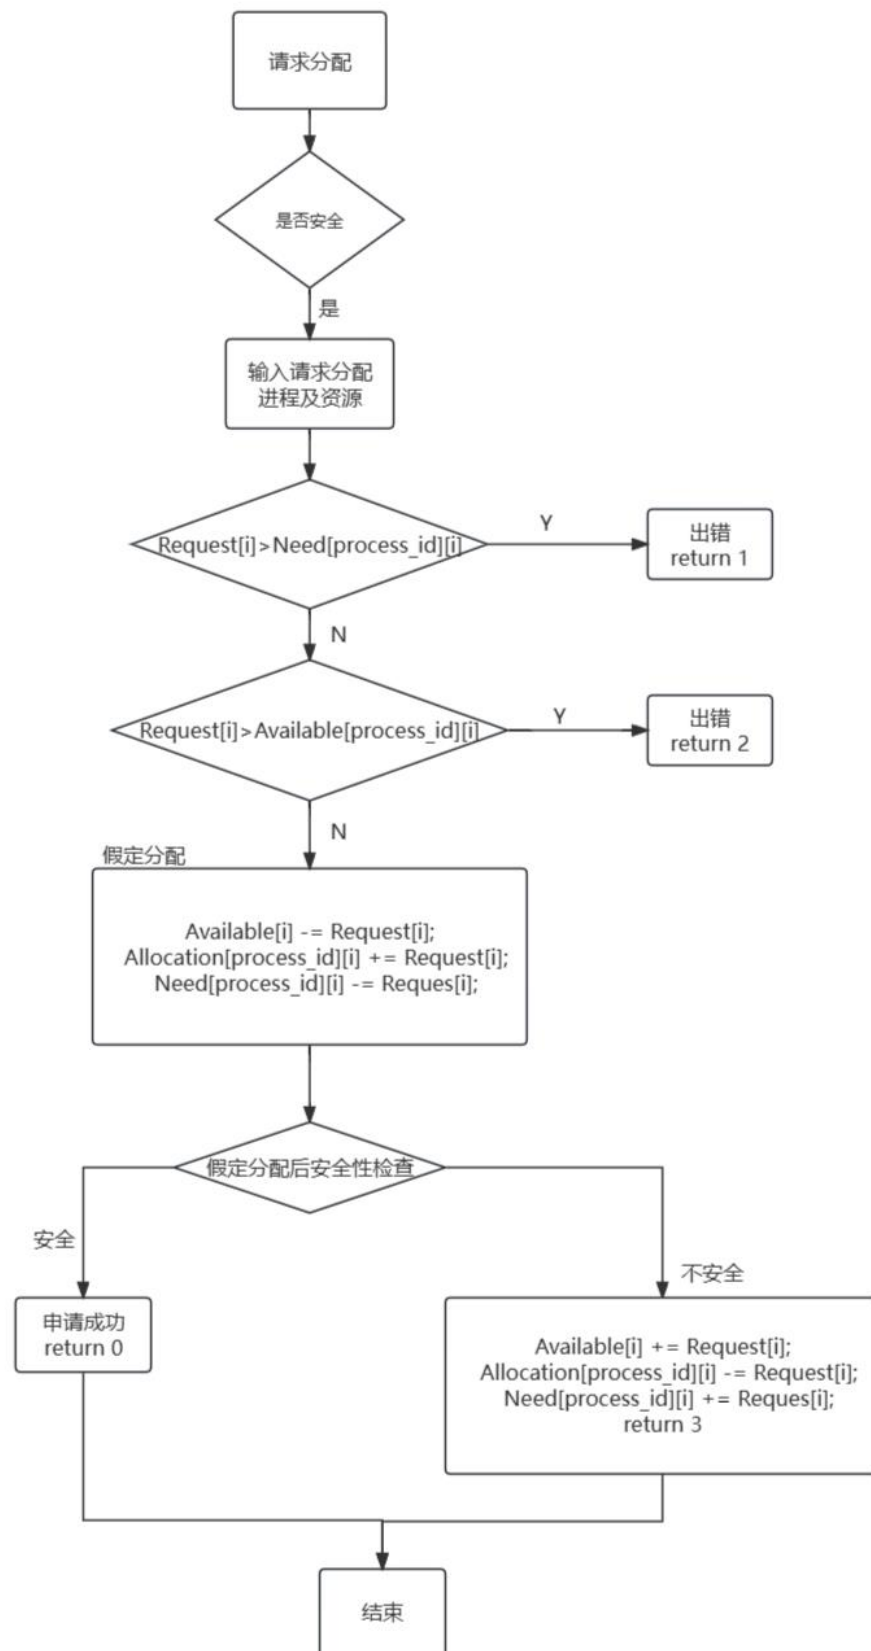 请求分配
是否安全
是
输入请求分配
进程及资源
Request[i]>Need[process_id][i]
Y
出错
return 1
N
Request[i]>Available[process_id][i]
Y
出错
return 2
N
假定分配
Available[i] -= Request[i];
Allocation[process_id][i] += Request[i];
Need[process_id][i] -= Reques[i];
假定分配后安全性检查
安全
不安全
申请成功
return 0
Available[i] += Request[i];
Allocation[process_id][i] -= Request[i];
Need[process_id][i] += Reques[i];
return 3
结束